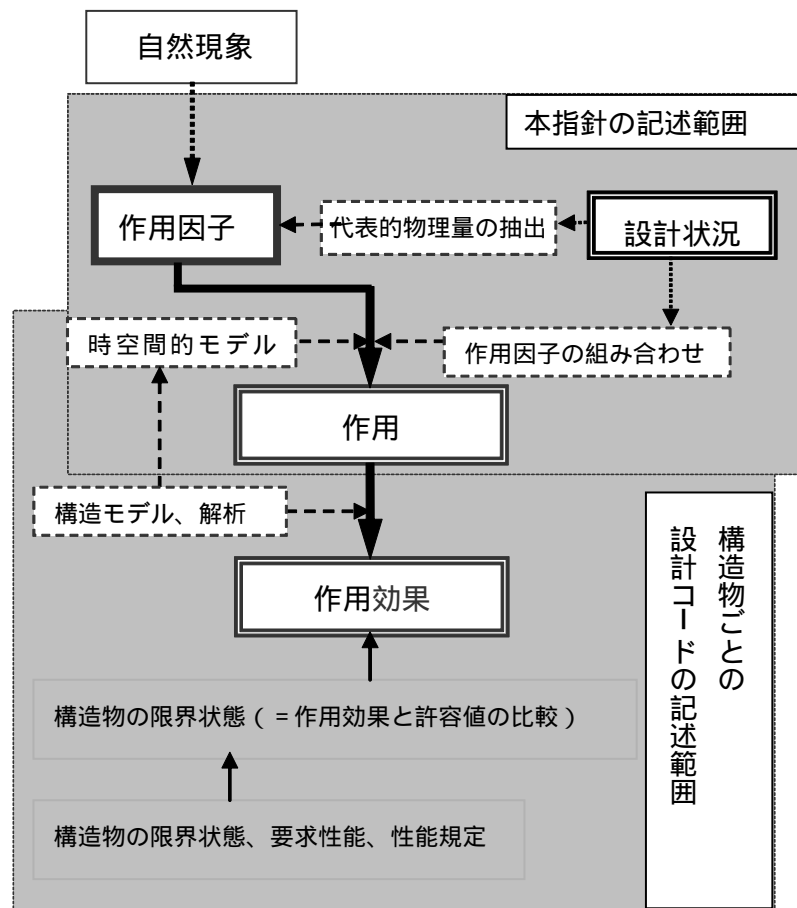 自然現象
本指針の記述範囲
作用因子
代表的物理量の抽出
設計状況
時空間的モデル
作用因子の組み合わせ
作用
構造モデル、解析
作用効果
構造物ごとの
設計コードの記述範囲
構造物の限界状態(=作用効果と許容値の比較)
構造物の限界状態、要求性能、性能規定